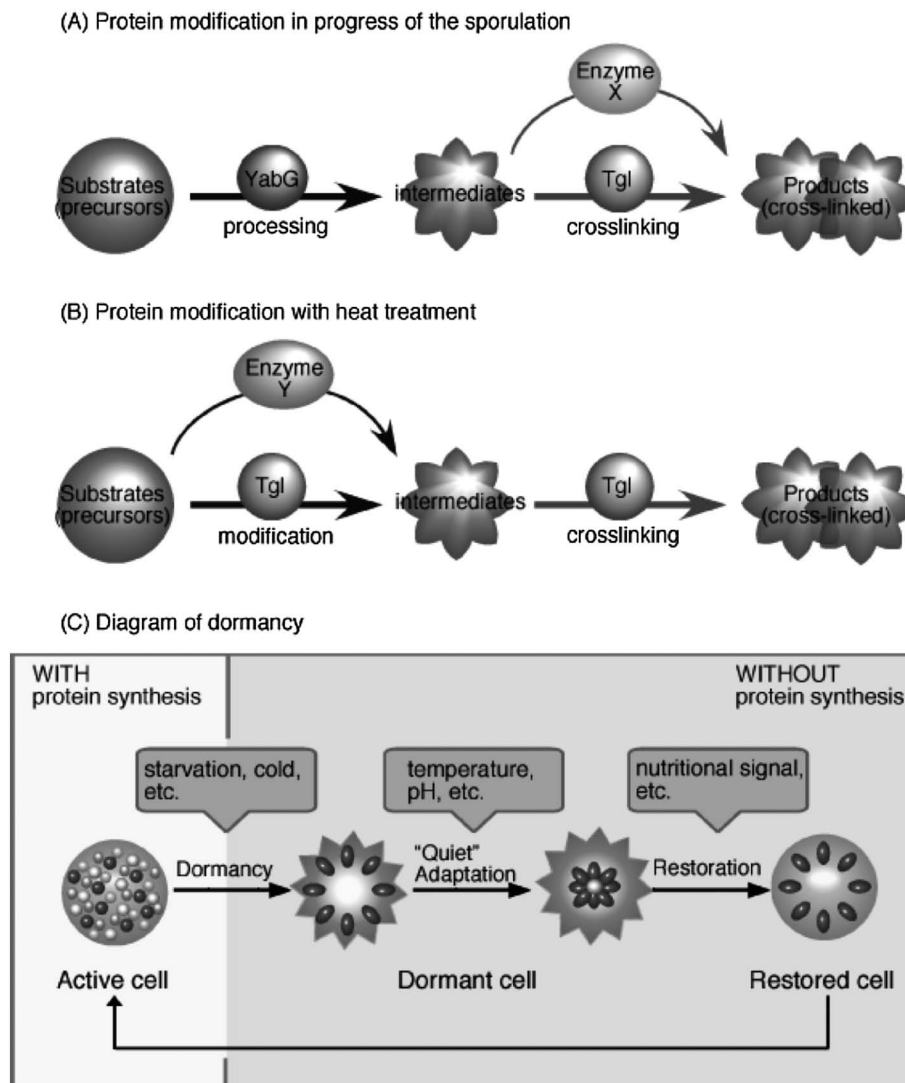 (A) Protein modification in progress of the sporulation
Enzyme
X
Substrates
(precursors)
YabG
processing
intermediates
Tgl
crosslinking
Products
(cross-linked)
(B) Protein modification with heat treatment
Enzyme
Y
Substrates
(precursors)
Tgl
modification
intermediates
Tgl
crosslinking
Products
(cross-linked)
(C) Diagram of dormancy
WITH
protein synthesis
WITHOUT
protein synthesis
starvation, cold,
etc.
temperature,
pH, etc.
nutritional signal,
etc.
Dormancy
"Quiet"
Adaptation
Restoration
Active cell
Dormant cell
Restored cell